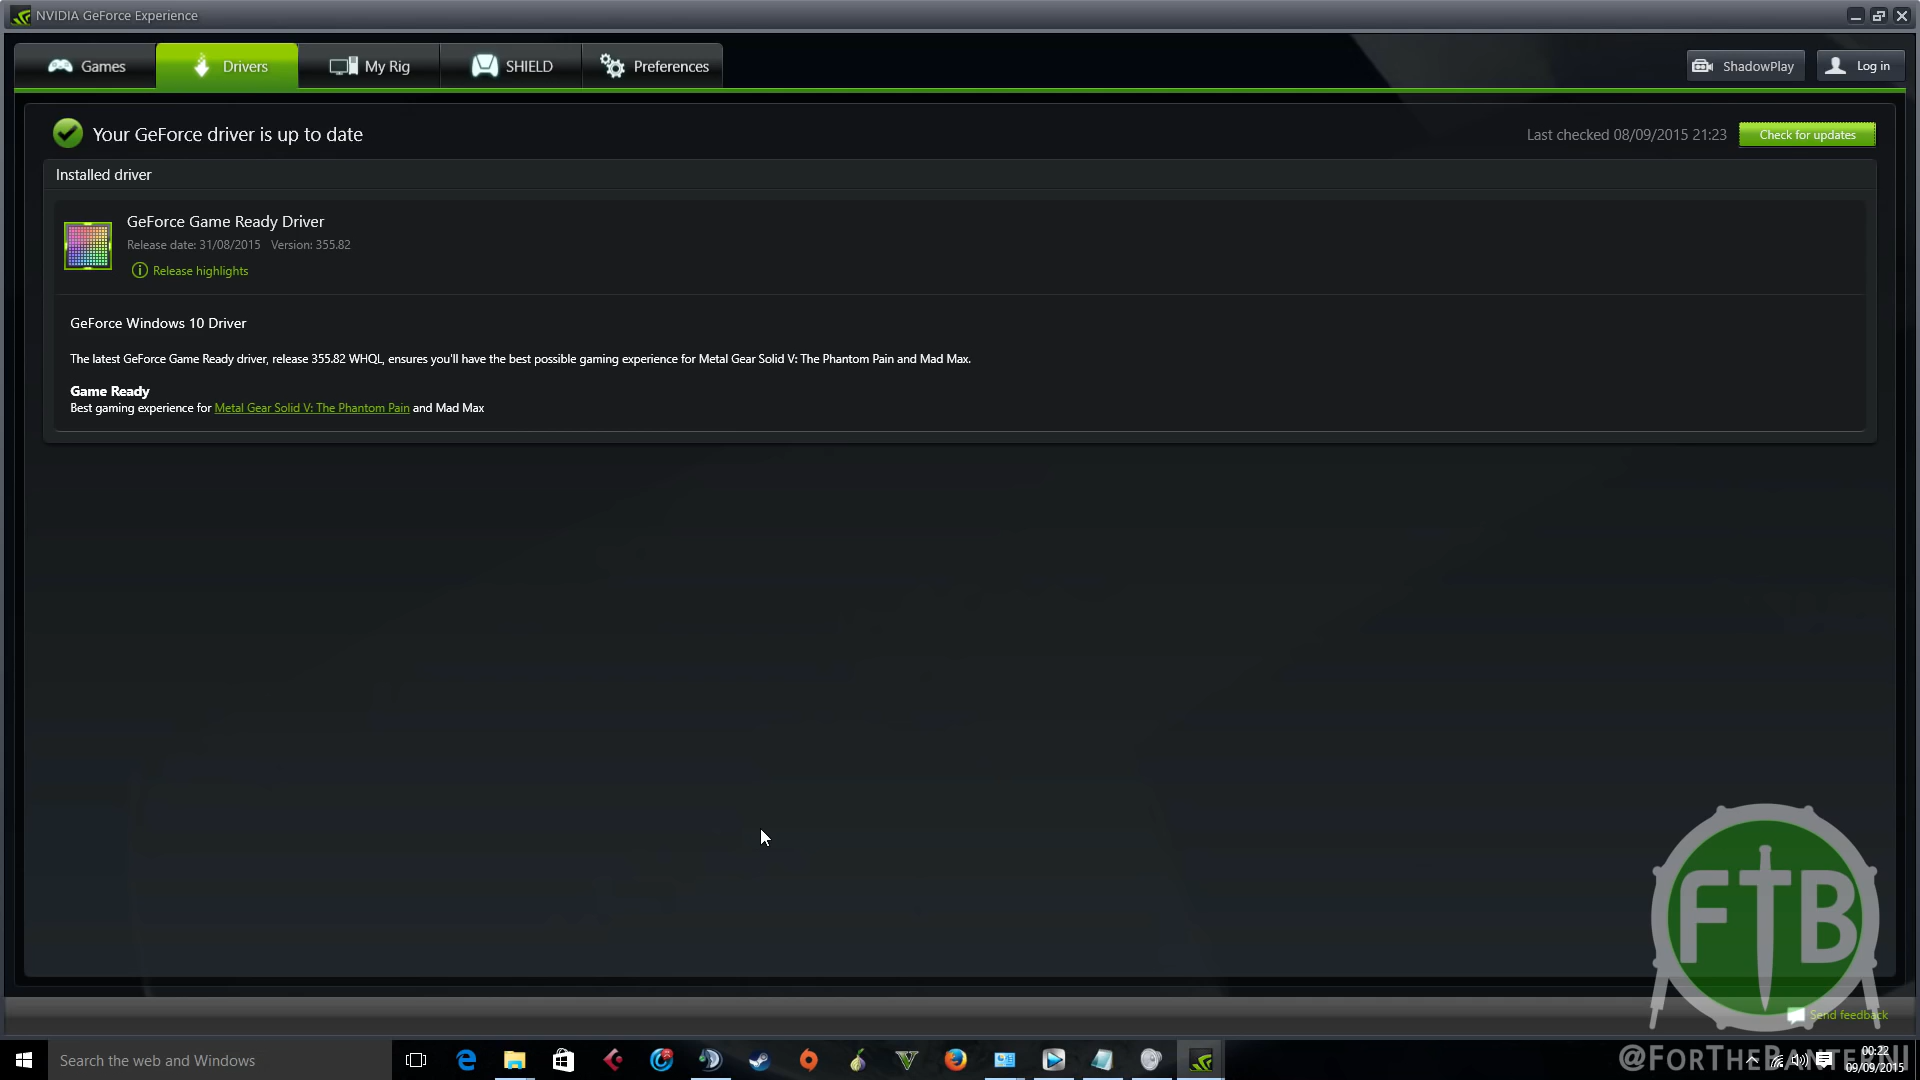 NVIDIA GeForce Experience
Games
Drivers
My Rig
SHIELD
Preferences
ShadowPlay
Log in
Your GeForce driver is up to date
Last checked 08/09/2015 21:23
Check for updates
Installed driver
GeForce Game Ready Driver
Release date: 31/08/2015 Version: 355.82
Release highlights
GeForce Windows 10 Driver
The latest GeForce Game Ready driver, release 355.82 WHQL, ensures you'll have the best possible gaming experience for Metal Gear Solid V: The Phantom Pain and Mad Max.
Game Ready
Best gaming experience for Metal Gear Solid V: The Phantom Pain and Mad Max
FTB
Send feedback
Search the web and Windows
@FORTHEBANTERNI
00:22
09/09/2015